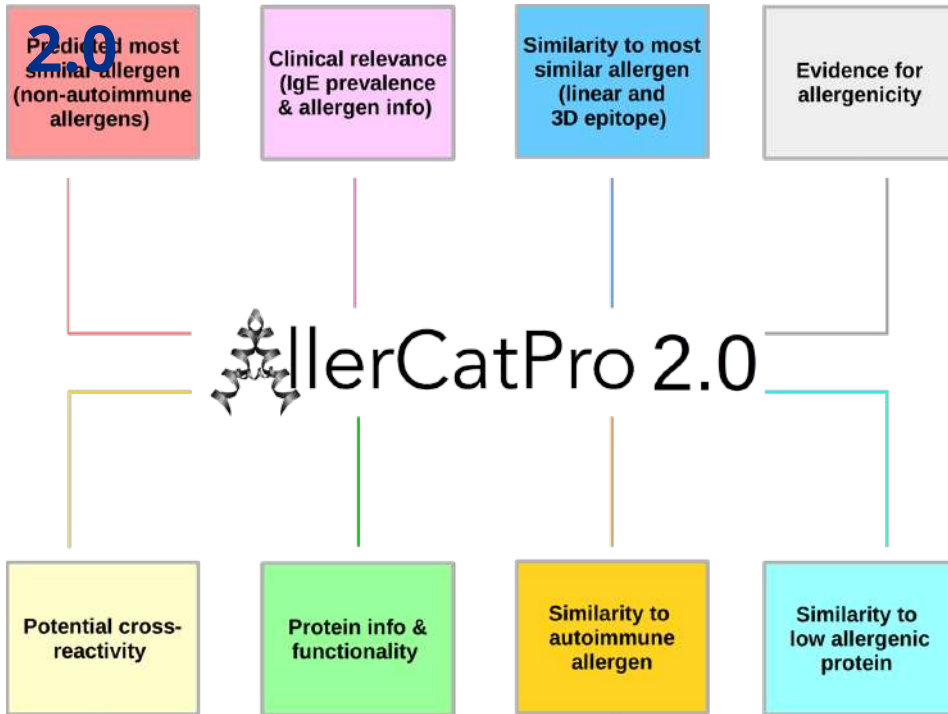 2.0
Predicted most
similar allergen
(non-autoimmune
allergens)
Clinical relevance
(IgE prevalence
& allergen info)
Similarity to most
similar allergen
(linear and
3D epitope)
Evidence for
allergenicity
AllerCatPro 2.0
Potential cross-
reactivity
Protein info &
functionality
Similarity to
autoimmune
allergen
Similarity to
low allergenic
protein